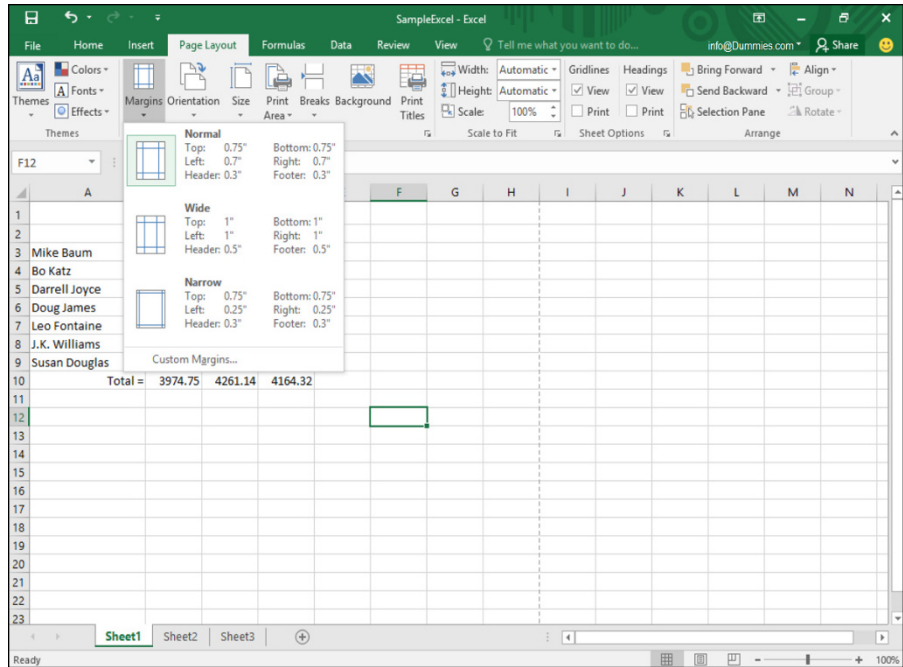 SampleExcel - Excel
File Home Insert Page Layout Formulas Data Review View Tell me what you want to do... info@Dummies.com Share
Colors Width: Automatic Gridlines Headings Bring Forward Align
Aa A Fonts Height: Automatic View View Send Backward Group
Themes Effects Margins Orientation Size Print Area Breaks Background Print Titles Scale: 100% Print Print Selection Pane Rotate
Themes Scale to Fit Sheet Options Arrange
F12
Normal
Top: 0.75" Bottom: 0.75"
Left: 0.7" Right: 0.7"
Header: 0.3" Footer: 0.3"
Wide
Top: 1" Bottom: 1"
Left: 1" Right: 1"
Header: 0.5" Footer: 0.5"
Narrow
Top: 0.75" Bottom: 0.75"
Left: 0.25" Right: 0.25"
Header: 0.3" Footer: 0.3"
Custom Margins...
A F G H I J K L M N
1
2
3 Mike Baum
4 Bo Katz
5 Darrell Joyce
6 Doug James
7 Leo Fontaine
8 J.K. Williams
9 Susan Douglas
10 Total = 3974.75 4261.14 4164.32
11
12
13
14
15
16
17
18
19
20
21
22
23
Sheet1 Sheet2 Sheet3
Ready 100%